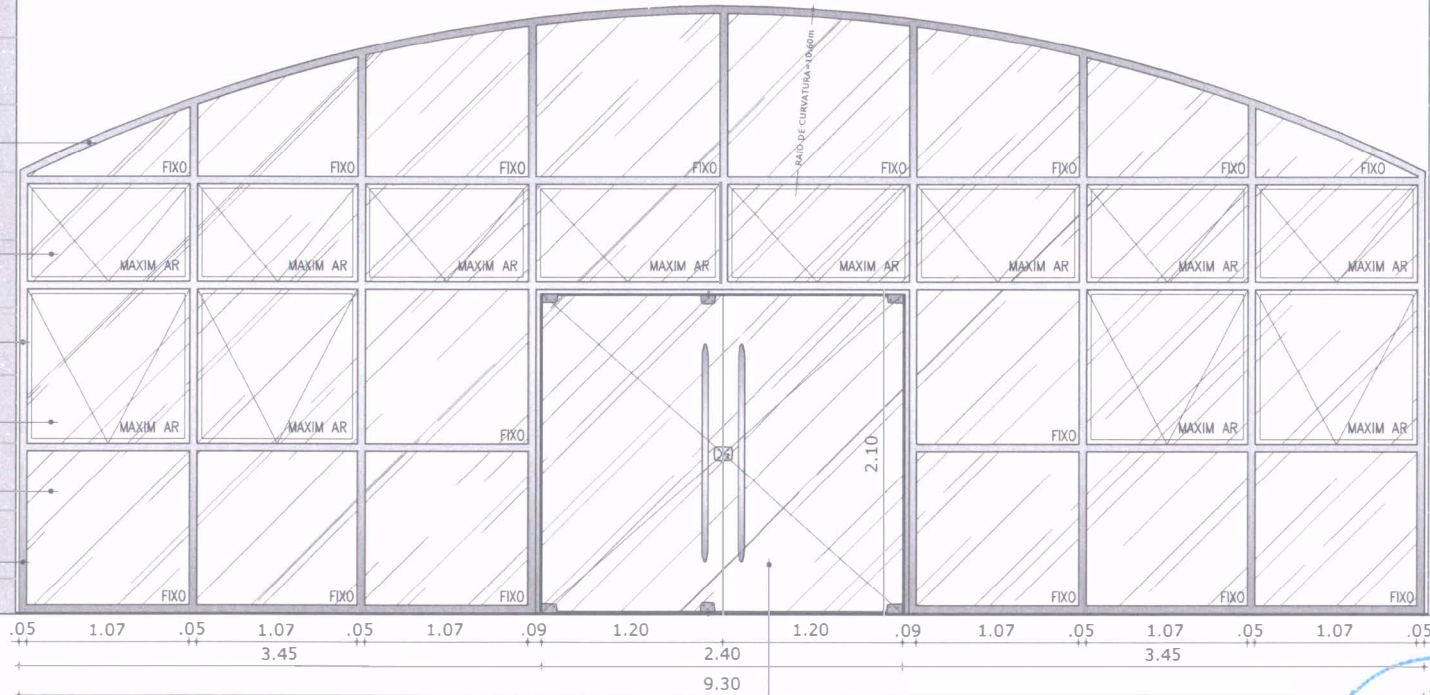 RAIO DE CURVATURA=10,60m
FIXO FIXO FIXO FIXO FIXO FIXO FIXO FIXO
MAXIM AR MAXIM AR MAXIM AR MAXIM AR MAXIM AR MAXIM AR MAXIM AR MAXIM AR
MAXIM AR MAXIM AR FIXO FIXO MAXIM AR MAXIM AR
2.10
FIXO FIXO FIXO FIXO FIXO FIXO
.05 1.07 .05 1.07 .05 1.07 .09 1.20 1.20 .09 1.07 .05 1.07 .05 1.07 .05
3.45 2.40 3.45
9.30